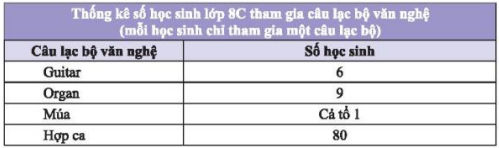 Thống kê số học sinh lớp 8C tham gia câu lạc bộ văn nghệ
(mỗi học sinh chỉ tham gia một câu lạc bộ)
Câu lạc bộ văn nghệ Số học sinh
Guitar 6
Organ 9
Múa Cả tổ 1
Hợp ca 80